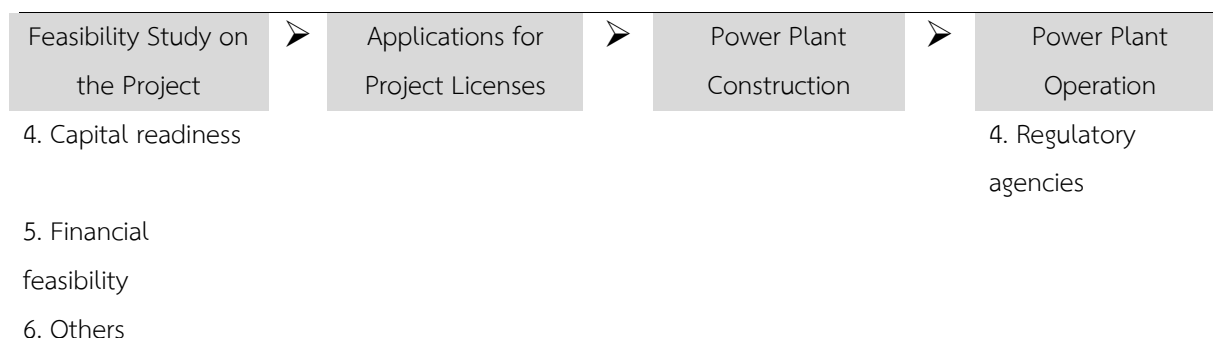 Feasibility Study on
the Project
➢
Applications for
Project Licenses
➢
Power Plant
Construction
➢
Power Plant
Operation
4. Capital readiness
4. Regulatory
agencies
5. Financial
feasibility
6. Others